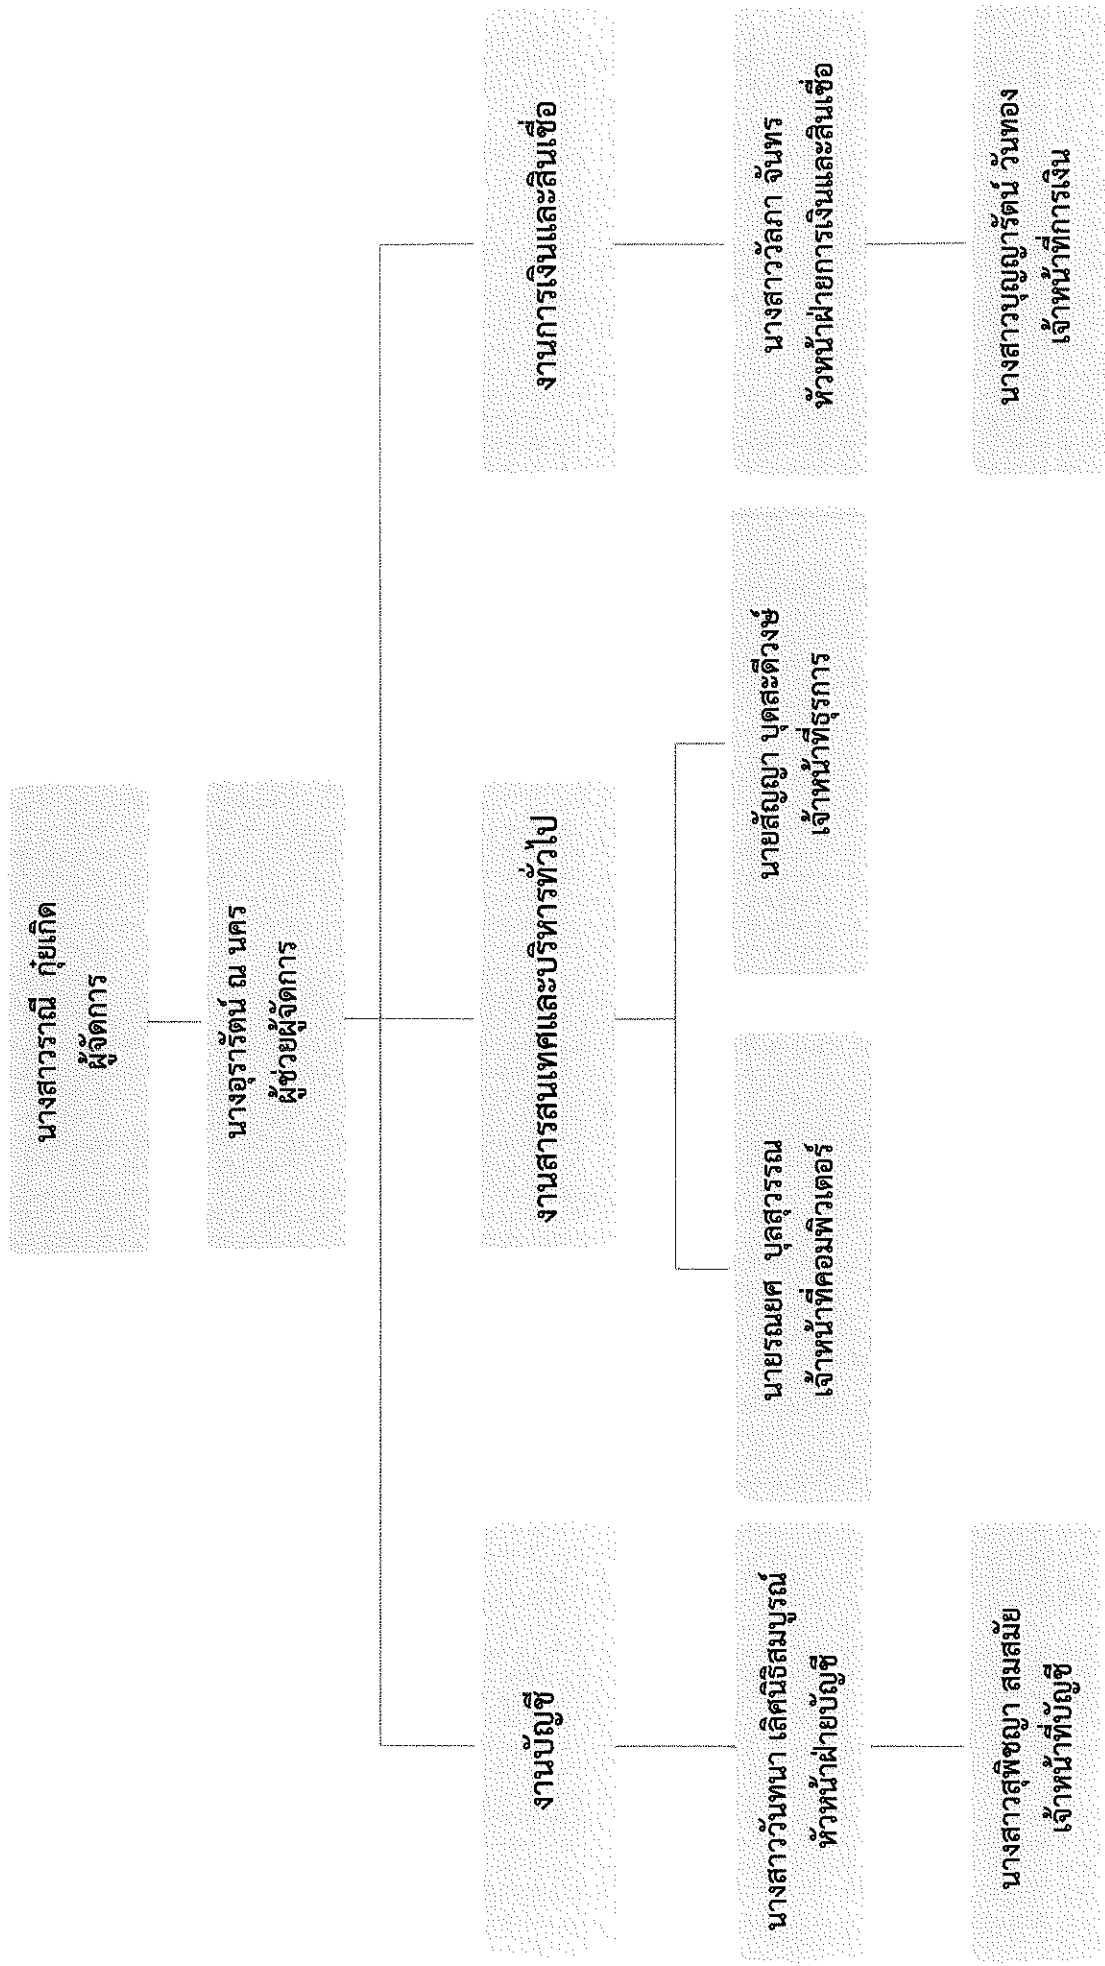 นางสาวราณี กุ๋ยเกิด
ผู้จัดการ
นางอุรารัตน์ ณ นคร
ผู้ช่วยผู้จัดการ
งานบัญชี
งานสารสนเทศและบริหารทั่วไป
งานการเงินและสินเชื่อ
นางสาววันทนา เลิศนิธิสมบูรณ์
หัวหน้าฝ่ายบัญชี
นายรณยศ บุลสุวรรณ
เจ้าหน้าที่คอมพิวเตอร์
นายสัญญา บุตสะดีวงษ์
เจ้าหน้าที่ธุรการ
นางสาววัลภา จันทร
หัวหน้าฝ่ายการเงินและสินเชื่อ
นางสาวสุพิชญา สมสมัย
เจ้าหน้าที่บัญชี
นางสาวบุญญารัตน์ วันทอง
เจ้าหน้าที่การเงิน